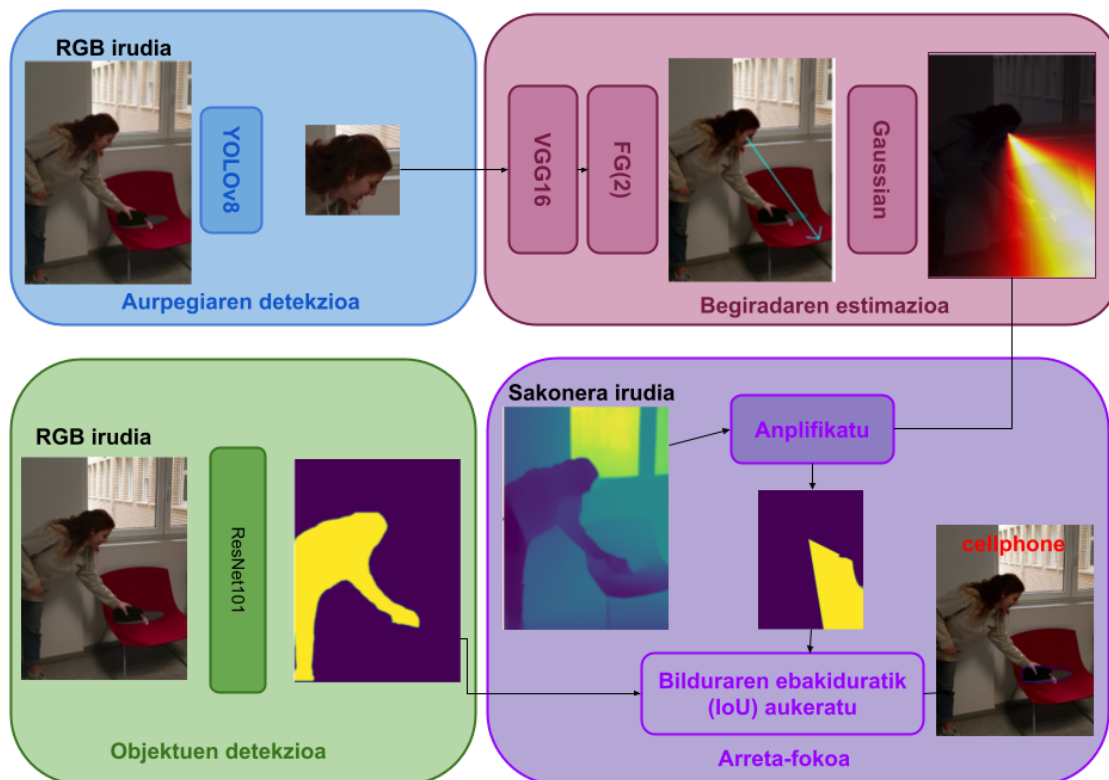 RGB irudia
YOLOv8
Aurpegiaren detekzioa
VGG16
FG(2)
Gaussian
Begiradaren estimazioa
RGB irudia
ResNet101
Objektuen detekzioa
Sakonera irudia
Anplifikatu
cellphone
Bilduraren ebakiduratik
(IoU) aukeratu
Arreta-fokoa